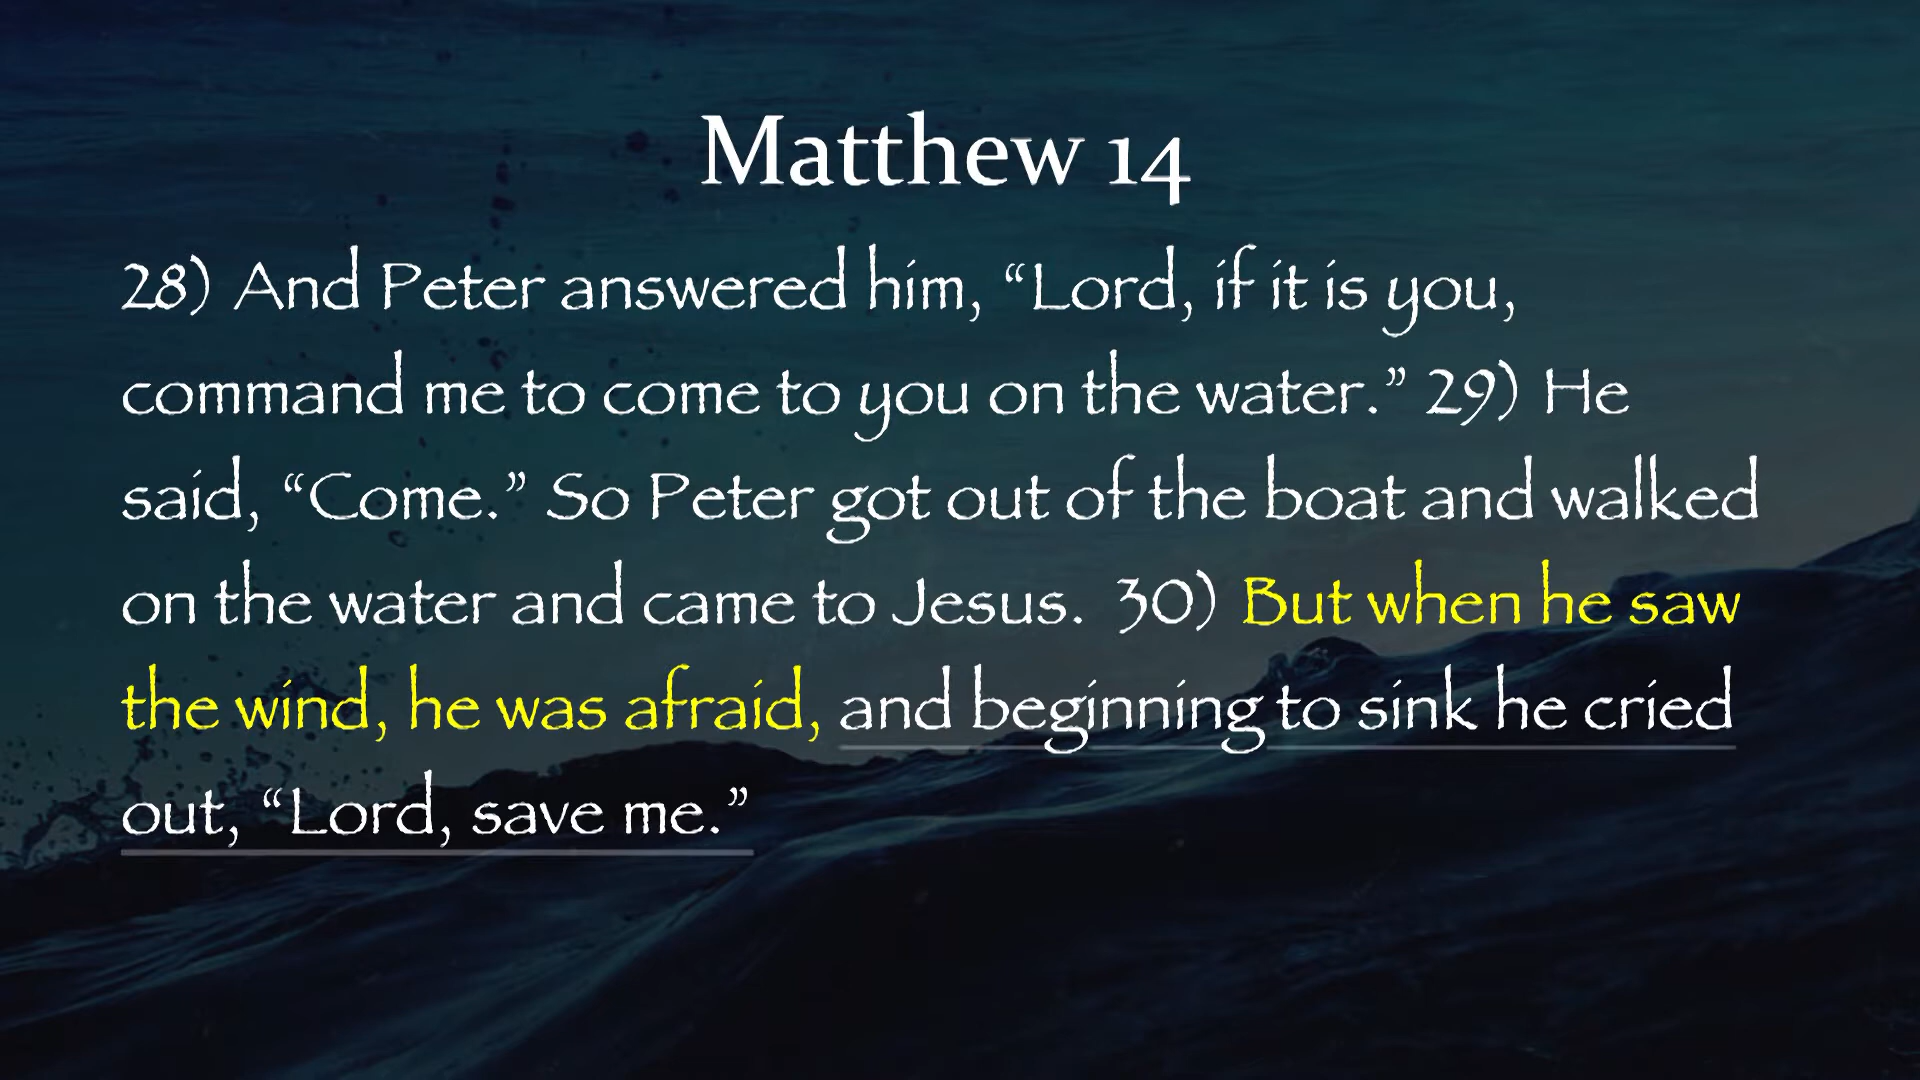 Matthew 14
28) And Peter answered him, “Lord, if it is you,
command me to come to you on the water.” 29) He
said, “Come.” So Peter got out of the boat and walked
on the water and came to Jesus.  30) But when he saw
the wind, he was afraid, and beginning to sink he cried
out, “Lord, save me.”